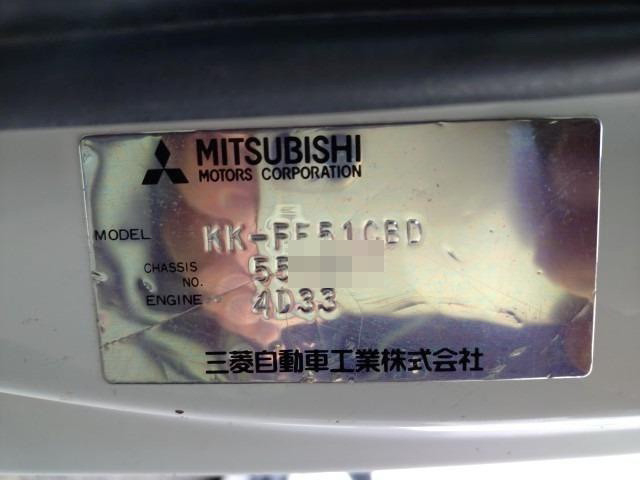 MITSUBISHI
MOTORS CORPORATION
MODEL KK-FE51CBD
CHASSIS NO. 55
ENGINE 4D33
三菱自動車工業株式会社